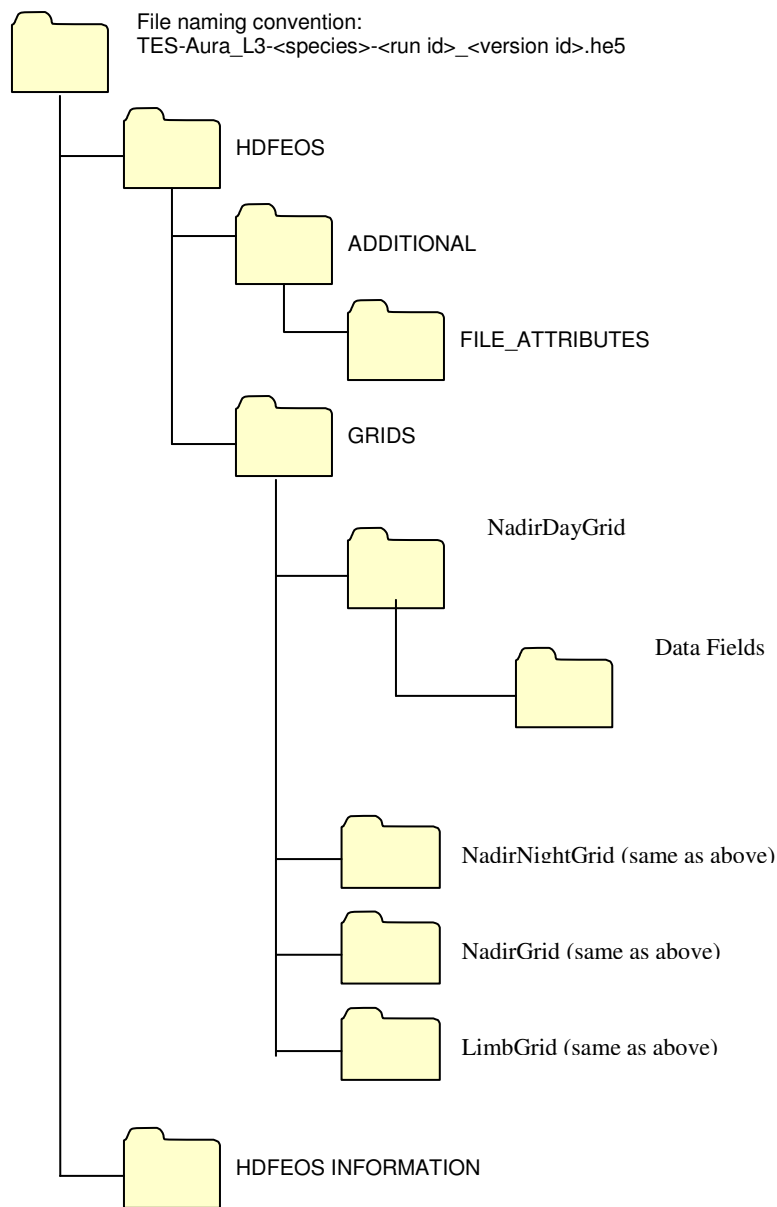 File naming convention:
TES-Aura_L3-<species>-<run id>_<version id>.he5
HDFEOS
ADDITIONAL
FILE_ATTRIBUTES
GRIDS
NadirDayGrid
Data Fields
NadirNightGrid (same as above)
NadirGrid (same as above)
LimbGrid (same as above)
HDFEOS INFORMATION